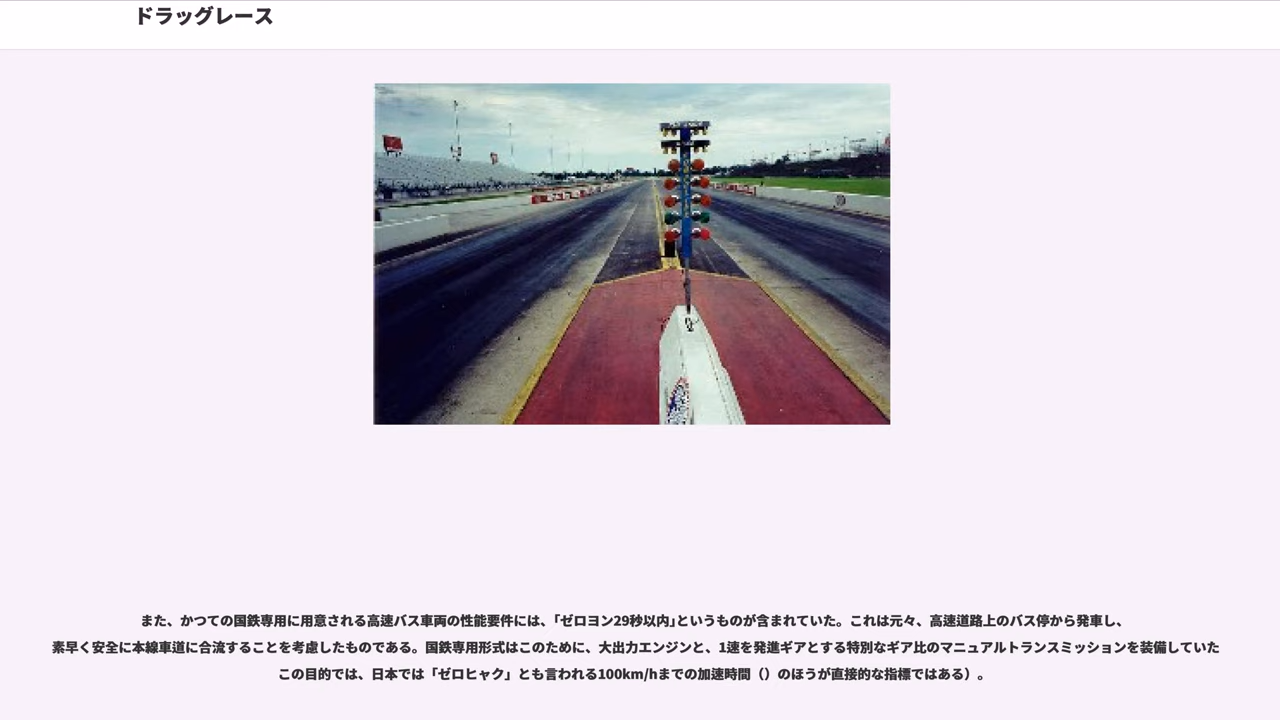 ドラッグレース
また、かつての国鉄専用に用意される高速バス車両の性能要件には、｢ゼロヨン29秒以内｣というものが含まれていた。これは元々、高速道路上のバス停から発車し、
素早く安全に本線車道に合流することを考慮したものである。国鉄専用形式はこのために、大出力エンジンと、1速を発進ギアとする特別なギア比のマニュアルトランスミッションを装備していた
この目的では、日本では「ゼロヒャク」とも言われる100km/hまでの加速時間（）のほうが直接的な指標ではある）。